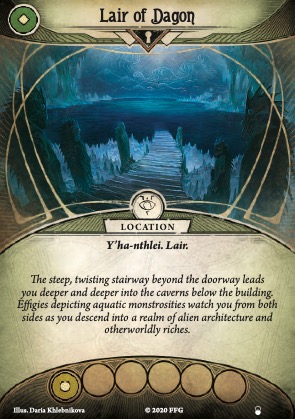 Lair of Dagon
LOCATION
Y'ha-nthlei. Lair.
The steep, twisting stairway beyond the doorway leads
you deeper and deeper into the caverns below the building.
Effigies depicting aquatic monstrosities watch you from both
sides as you descend into a realm of alien architecture and
otherworldly riches.
Illus. Daria Khlebnikova
© 2020 FFG